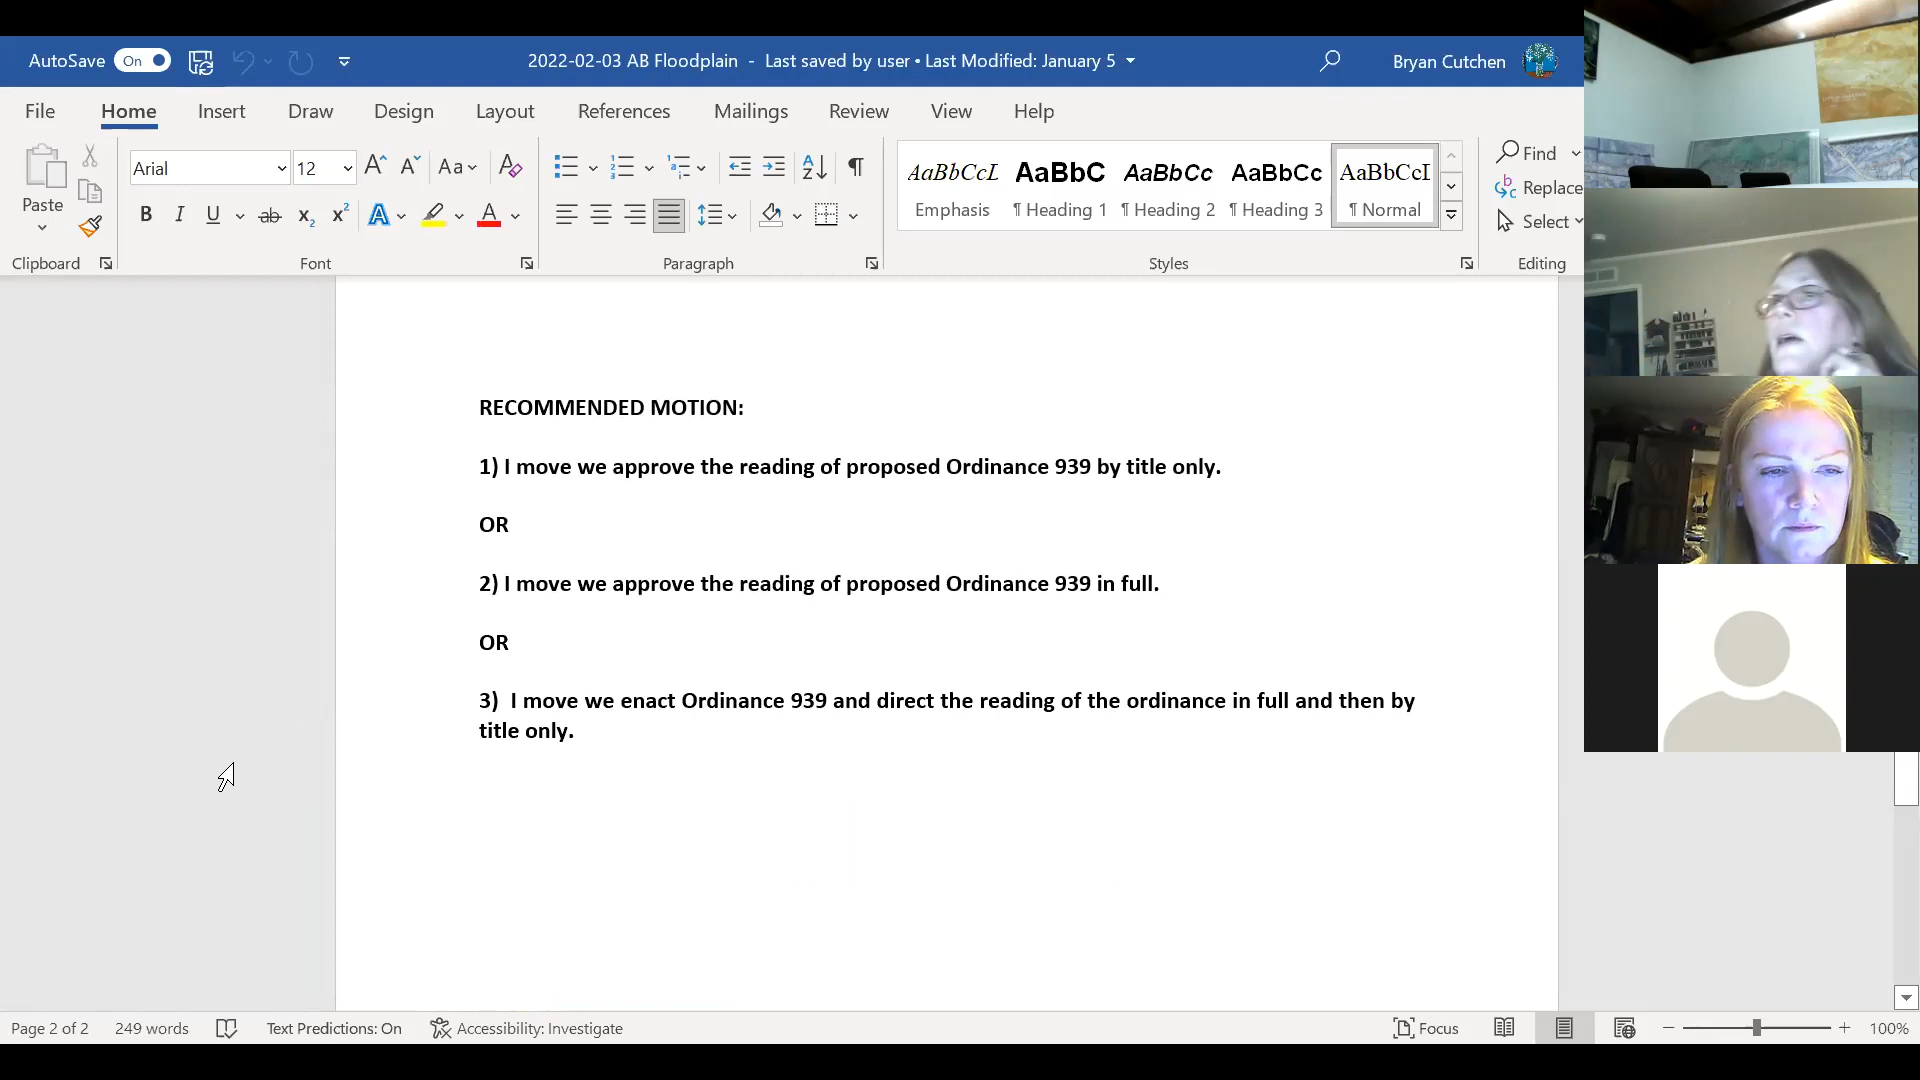 AutoSave On 2022-02-03 AB Floodplain - Last saved by user • Last Modified: January 5 Bryan Cutchen
File Home Insert Draw Design Layout References Mailings Review View Help
Paste
Clipboard
Arial 12
Font
Paragraph
AaBbCcL AaBbC AaBbCc AaBbCc AaBbCcI
Emphasis ¶ Heading 1 ¶ Heading 2 ¶ Heading 3 ¶ Normal
Styles
Find
Replace
Select
Editing
RECOMMENDED MOTION:
1) I move we approve the reading of proposed Ordinance 939 by title only.
OR
2) I move we approve the reading of proposed Ordinance 939 in full.
OR
3) I move we enact Ordinance 939 and direct the reading of the ordinance in full and then by
title only.
Page 2 of 2 249 words Text Predictions: On Accessibility: Investigate Focus 100%